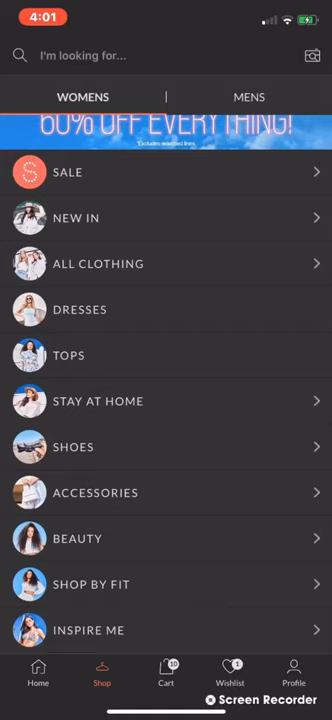 4:01
I'm looking for...
WOMENS | MENS
60% OFF EVERYTHING!
*Excludes selected lines.
S SALE
NEW IN
ALL CLOTHING
DRESSES
TOPS
STAY AT HOME
SHOES
ACCESSORIES
BEAUTY
SHOP BY FIT
INSPIRE ME
10 1
Home Shop Cart Wishlist Profile
Screen Recorder